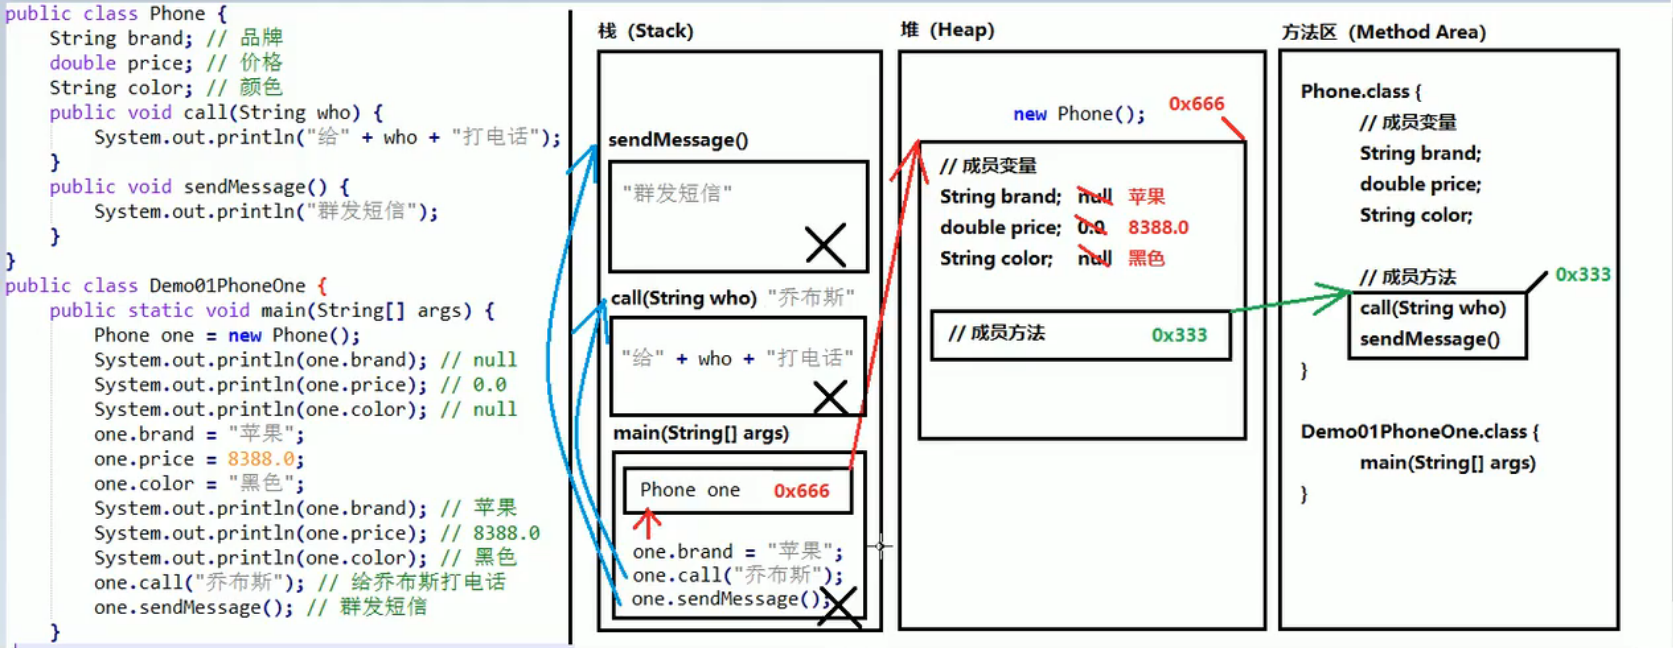 public class Phone {
String brand; // 品牌
double price; // 价格
String color; // 颜色
public void call(String who) {
System.out.println("给" + who + "打电话");
}
public void sendMessage() {
System.out.println("群发短信");
}
}
public class Demo01PhoneOne {
public static void main(String[] args) {
Phone one = new Phone();
System.out.println(one.brand); // null
System.out.println(one.price); // 0.0
System.out.println(one.color); // null
one.brand = "苹果";
one.price = 8388.0;
one.color = "黑色";
System.out.println(one.brand); // 苹果
System.out.println(one.price); // 8388.0
System.out.println(one.color); // 黑色
one.call("乔布斯"); // 给乔布斯打电话
one.sendMessage(); // 群发短信
}
栈（Stack)
sendMessage()
"群发短信"
call(String who) "乔布斯"
"给" + who + "打电话"
main(String[] args)
Phone one 0x666
one.brand = "苹果";
one.call("乔布斯");
one.sendMessage();
堆（Heap)
new Phone(); 0x666
// 成员变量
String brand; null 苹果
double price; 0.0 8388.0
String color; null 黑色
// 成员方法 0x333
方法区（Method Area)
Phone.class {
// 成员变量
String brand;
double price;
String color;
// 成员方法 0x333
call(String who)
sendMessage()
}
Demo01PhoneOne.class {
main(String[] args)
}